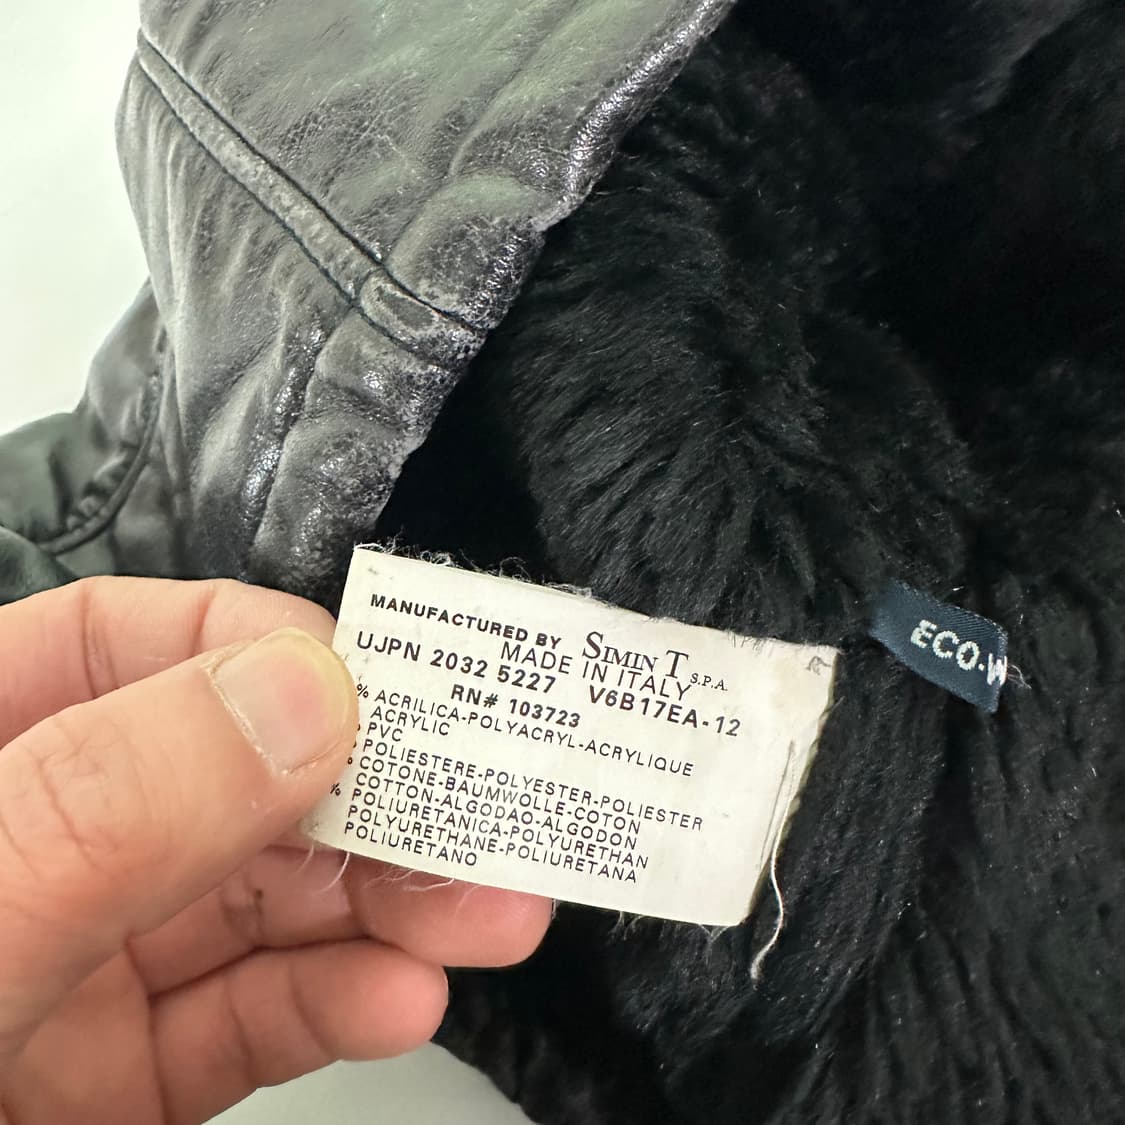 MANUFACTURED BY SIMIN T S.P.A.
MADE IN ITALY
UJPN 2032 5227 V6B17EA-12
RN# 103723
% ACRILICA-POLYACRYL-ACRYLIQUE
ACRYLIC
PVC
POLIESTERE-POLYESTER-POLIESTER
COTONE-BAUMWOLLE-COTON
COTTON-ALGODAO-ALGODON
% POLIURETANICA-POLYURETHAN
POLYURETHANE-POLIURETANA
POLIURETANO
ECO-W